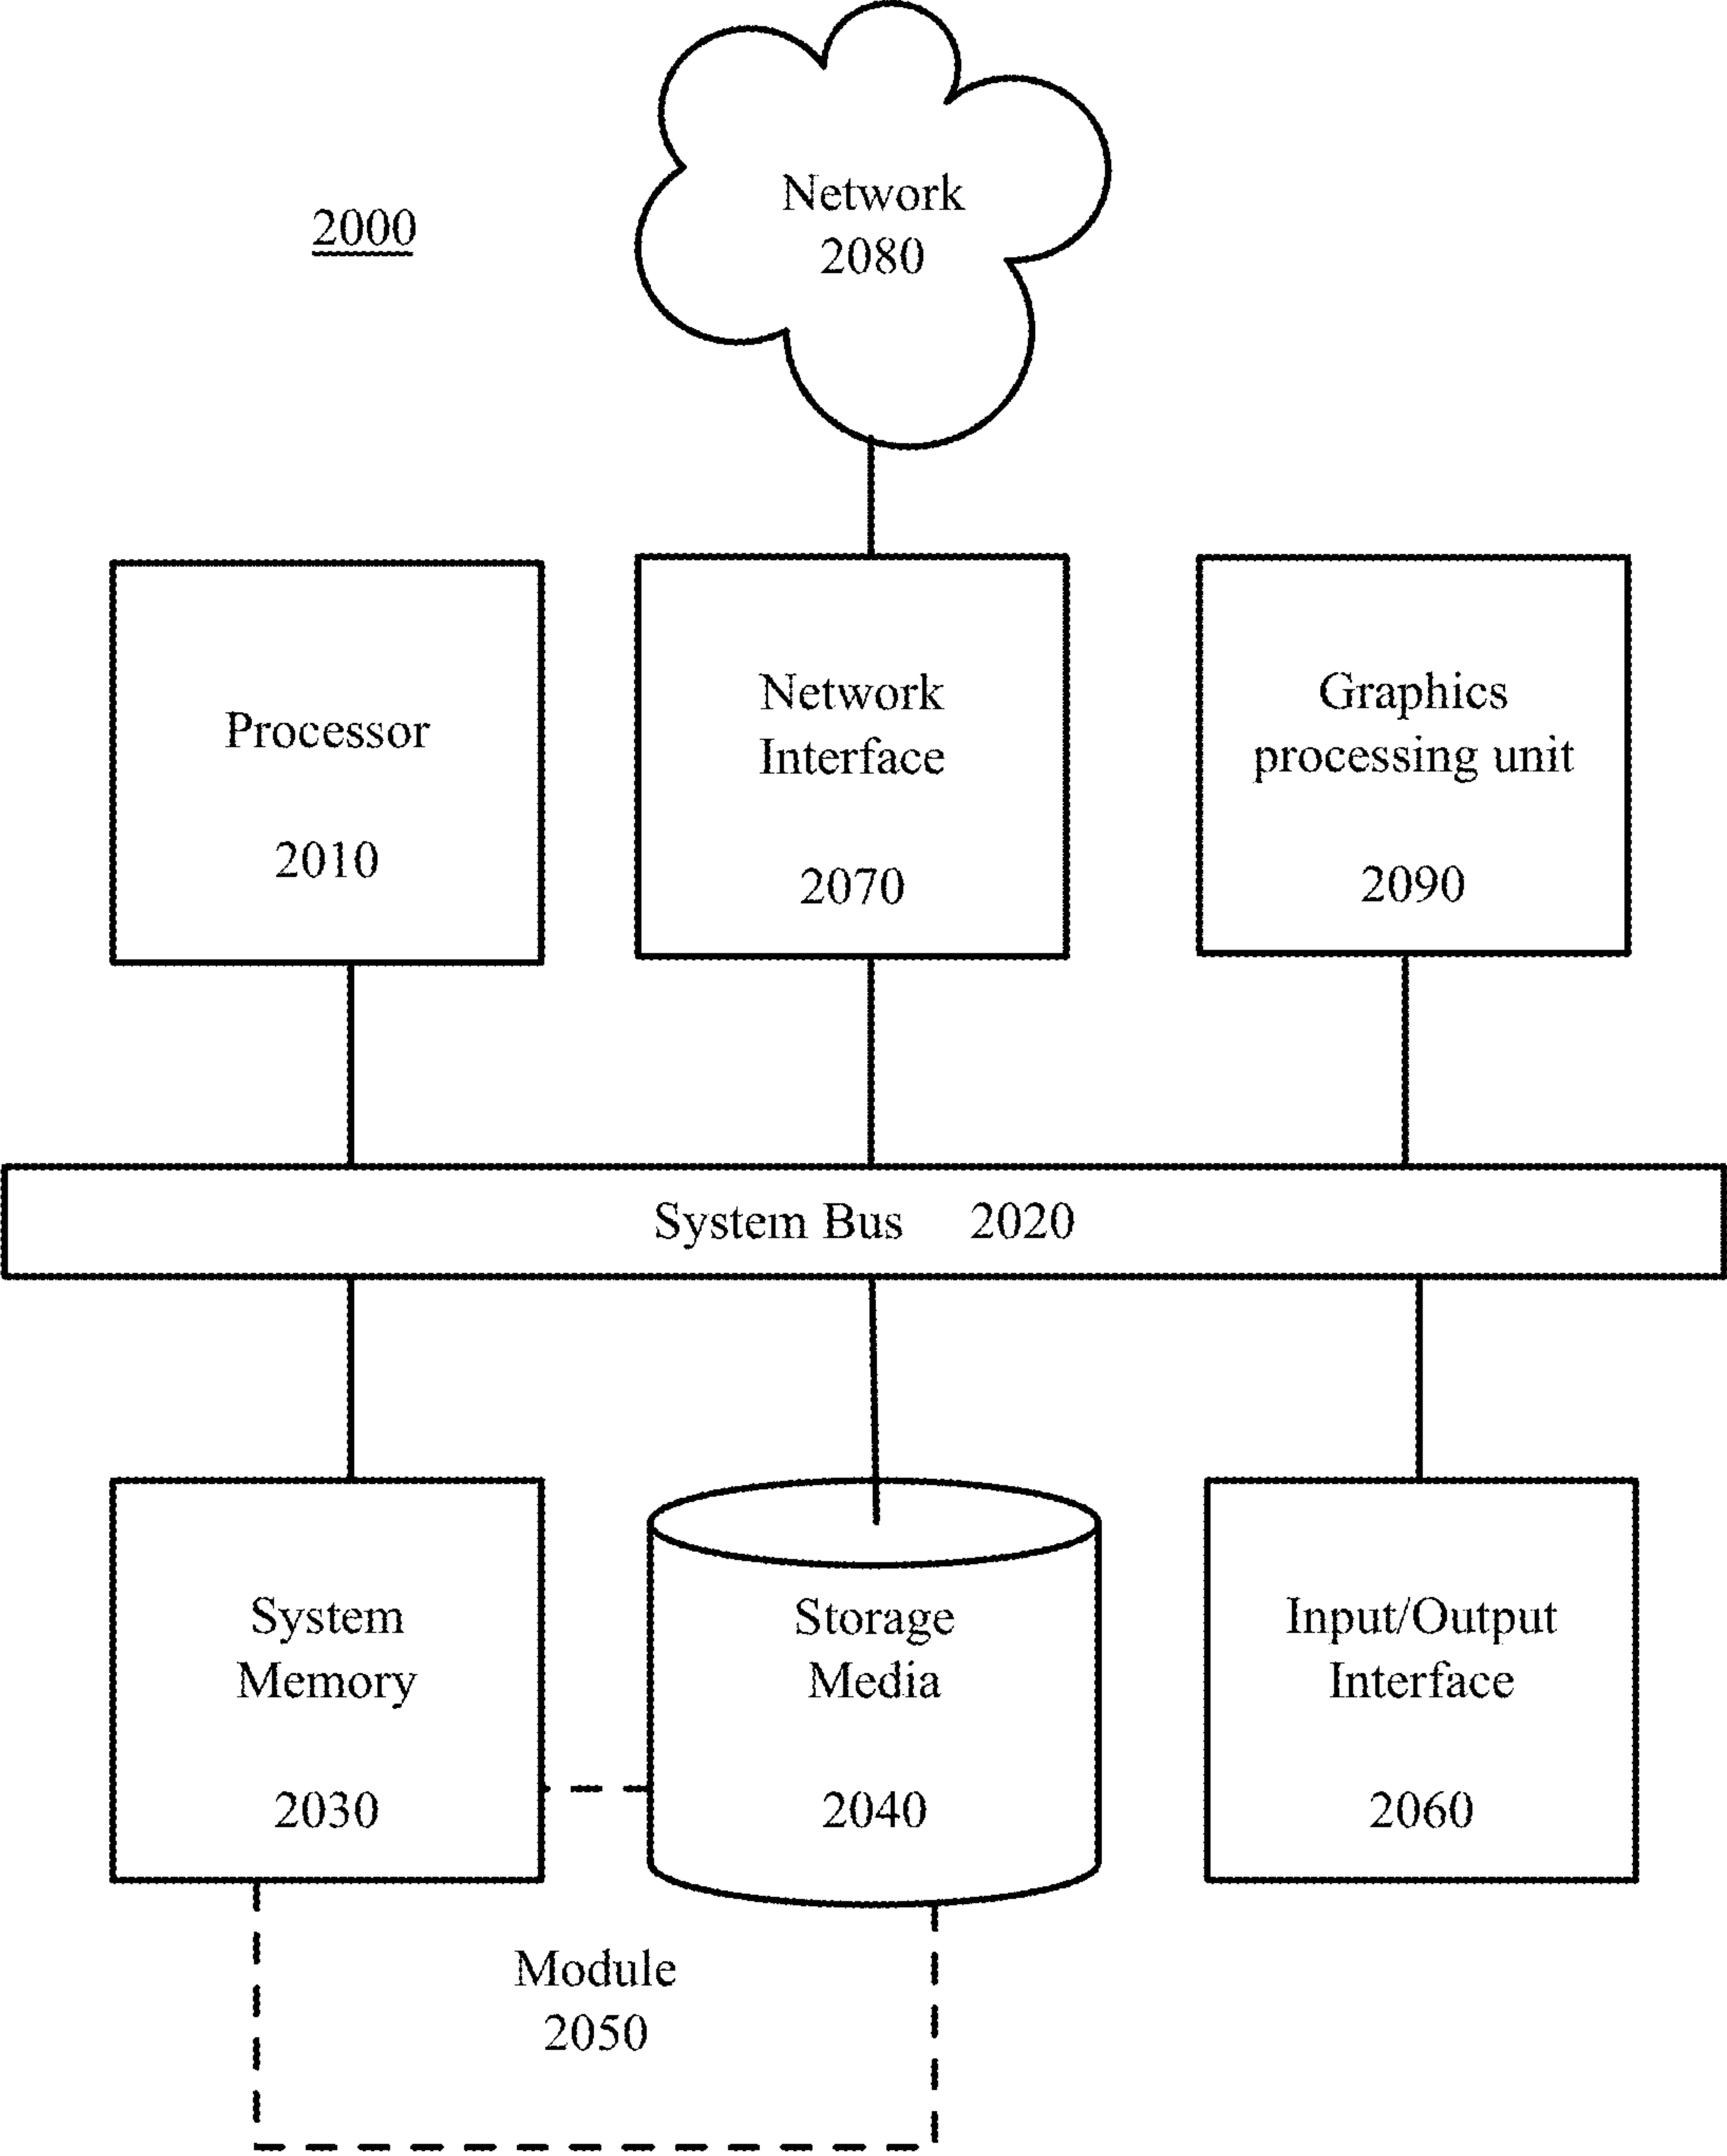 Network
2080
2000
Processor
2010
Network
Interface
2070
Graphics
processing unit
2090
System Bus 2020
System
Memory
2030
Storage
Media
2040
Input/Output
Interface
2060
Module
2050